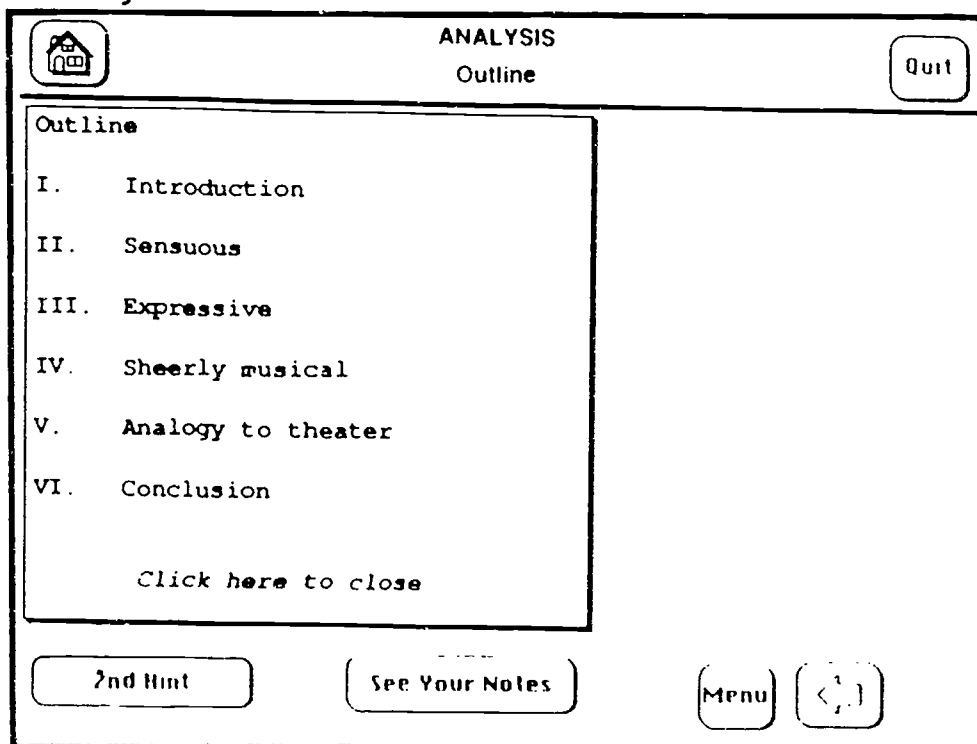 ANALYSIS
Outline
Quit
Outline
I. Introduction
II. Sensuous
III. Expressive
IV. Sheerly musical
V. Analogy to theater
VI. Conclusion
Click here to close
2nd Hint
See Your Notes
Menu